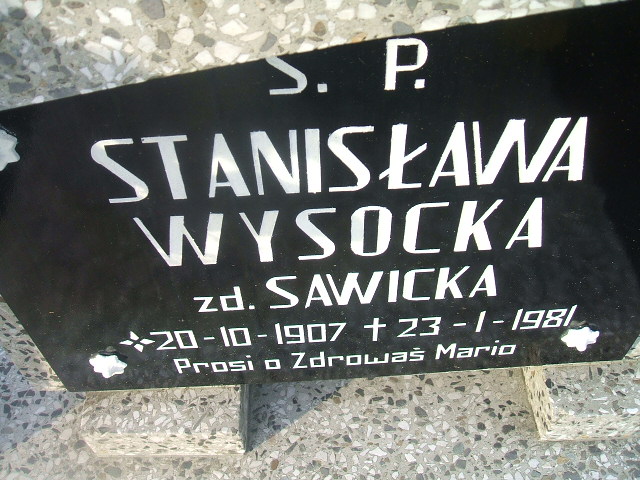 S. P.
STANISŁAWA
WYSOCKA
zd. SAWICKA
20-10-1907 † 23-1-1981
Prosi o Zdrowaś Mario